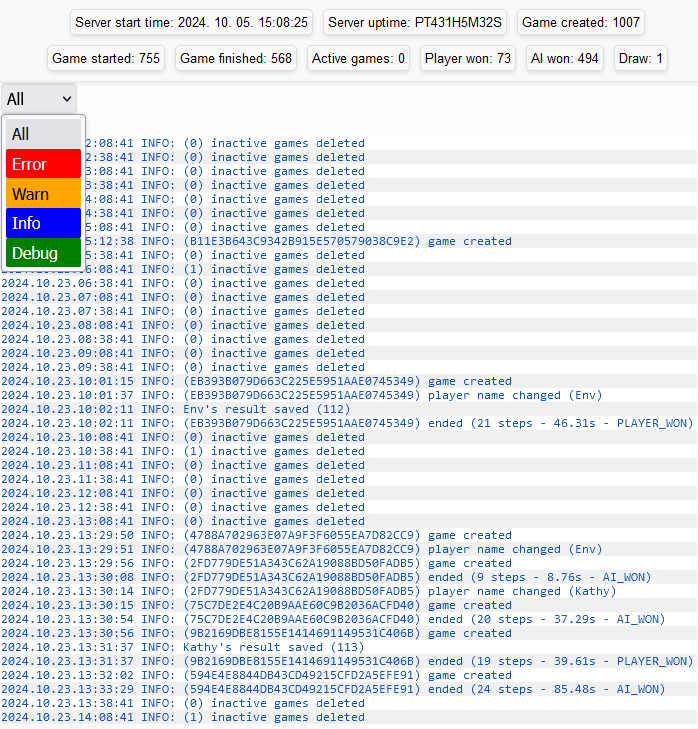 Server start time: 2024. 10. 05. 15:08:25 Server uptime: PT431H5M32S Game created: 1007
Game started: 755 Game finished: 568 Active games: 0 Player won: 73 AI won: 494 Draw: 1
All
All
Error
Warn
Info
Debug
2:08:41 INFO: (0) inactive games deleted
2:38:41 INFO: (0) inactive games deleted
3:08:41 INFO: (0) inactive games deleted
3:38:41 INFO: (0) inactive games deleted
4:08:41 INFO: (0) inactive games deleted
4:38:41 INFO: (0) inactive games deleted
5:08:41 INFO: (0) inactive games deleted
5:12:38 INFO: (B11E3B643C9342B915E570579038C9E2) game created
5:38:41 INFO: (0) inactive games deleted
2024.10.23.06:08:41 INFO: (1) inactive games deleted
2024.10.23.06:38:41 INFO: (0) inactive games deleted
2024.10.23.07:08:41 INFO: (0) inactive games deleted
2024.10.23.07:38:41 INFO: (0) inactive games deleted
2024.10.23.08:08:41 INFO: (0) inactive games deleted
2024.10.23.08:38:41 INFO: (0) inactive games deleted
2024.10.23.09:08:41 INFO: (0) inactive games deleted
2024.10.23.09:38:41 INFO: (0) inactive games deleted
2024.10.23.10:01:15 INFO: (EB393B079D663C225E5951AAE0745349) game created
2024.10.23.10:01:37 INFO: (EB393B079D663C225E5951AAE0745349) player name changed (Env)
2024.10.23.10:02:11 INFO: Env's result saved (112)
2024.10.23.10:02:11 INFO: (EB393B079D663C225E5951AAE0745349) ended (21 steps - 46.31s - PLAYER_WON)
2024.10.23.10:08:41 INFO: (0) inactive games deleted
2024.10.23.10:38:41 INFO: (1) inactive games deleted
2024.10.23.11:08:41 INFO: (0) inactive games deleted
2024.10.23.11:38:41 INFO: (0) inactive games deleted
2024.10.23.12:08:41 INFO: (0) inactive games deleted
2024.10.23.12:38:41 INFO: (0) inactive games deleted
2024.10.23.13:08:41 INFO: (0) inactive games deleted
2024.10.23.13:29:50 INFO: (4788A702963E07A9F3F6055EA7D82CC9) game created
2024.10.23.13:29:51 INFO: (4788A702963E07A9F3F6055EA7D82CC9) player name changed (Env)
2024.10.23.13:29:56 INFO: (2FD779DE51A343C62A19088BD50FADB5) game created
2024.10.23.13:30:08 INFO: (2FD779DE51A343C62A19088BD50FADB5) ended (9 steps - 8.76s - AI_WON)
2024.10.23.13:30:14 INFO: (2FD779DE51A343C62A19088BD50FADB5) player name changed (Kathy)
2024.10.23.13:30:15 INFO: (75C7DE2E4C20B9AAE60C9B2036ACFD40) game created
2024.10.23.13:30:54 INFO: (75C7DE2E4C20B9AAE60C9B2036ACFD40) ended (20 steps - 37.29s - AI_WON)
2024.10.23.13:30:56 INFO: (9B2169DBE8155E1414691149531C406B) game created
2024.10.23.13:31:37 INFO: Kathy's result saved (113)
2024.10.23.13:31:37 INFO: (9B2169DBE8155E1414691149531C406B) ended (19 steps - 39.61s - PLAYER_WON)
2024.10.23.13:32:02 INFO: (594E4E8844DB43CD49215CFD2A5EFE91) game created
2024.10.23.13:33:29 INFO: (594E4E8844DB43CD49215CFD2A5EFE91) ended (24 steps - 85.48s - AI_WON)
2024.10.23.13:38:41 INFO: (0) inactive games deleted
2024.10.23.14:08:41 INFO: (1) inactive games deleted